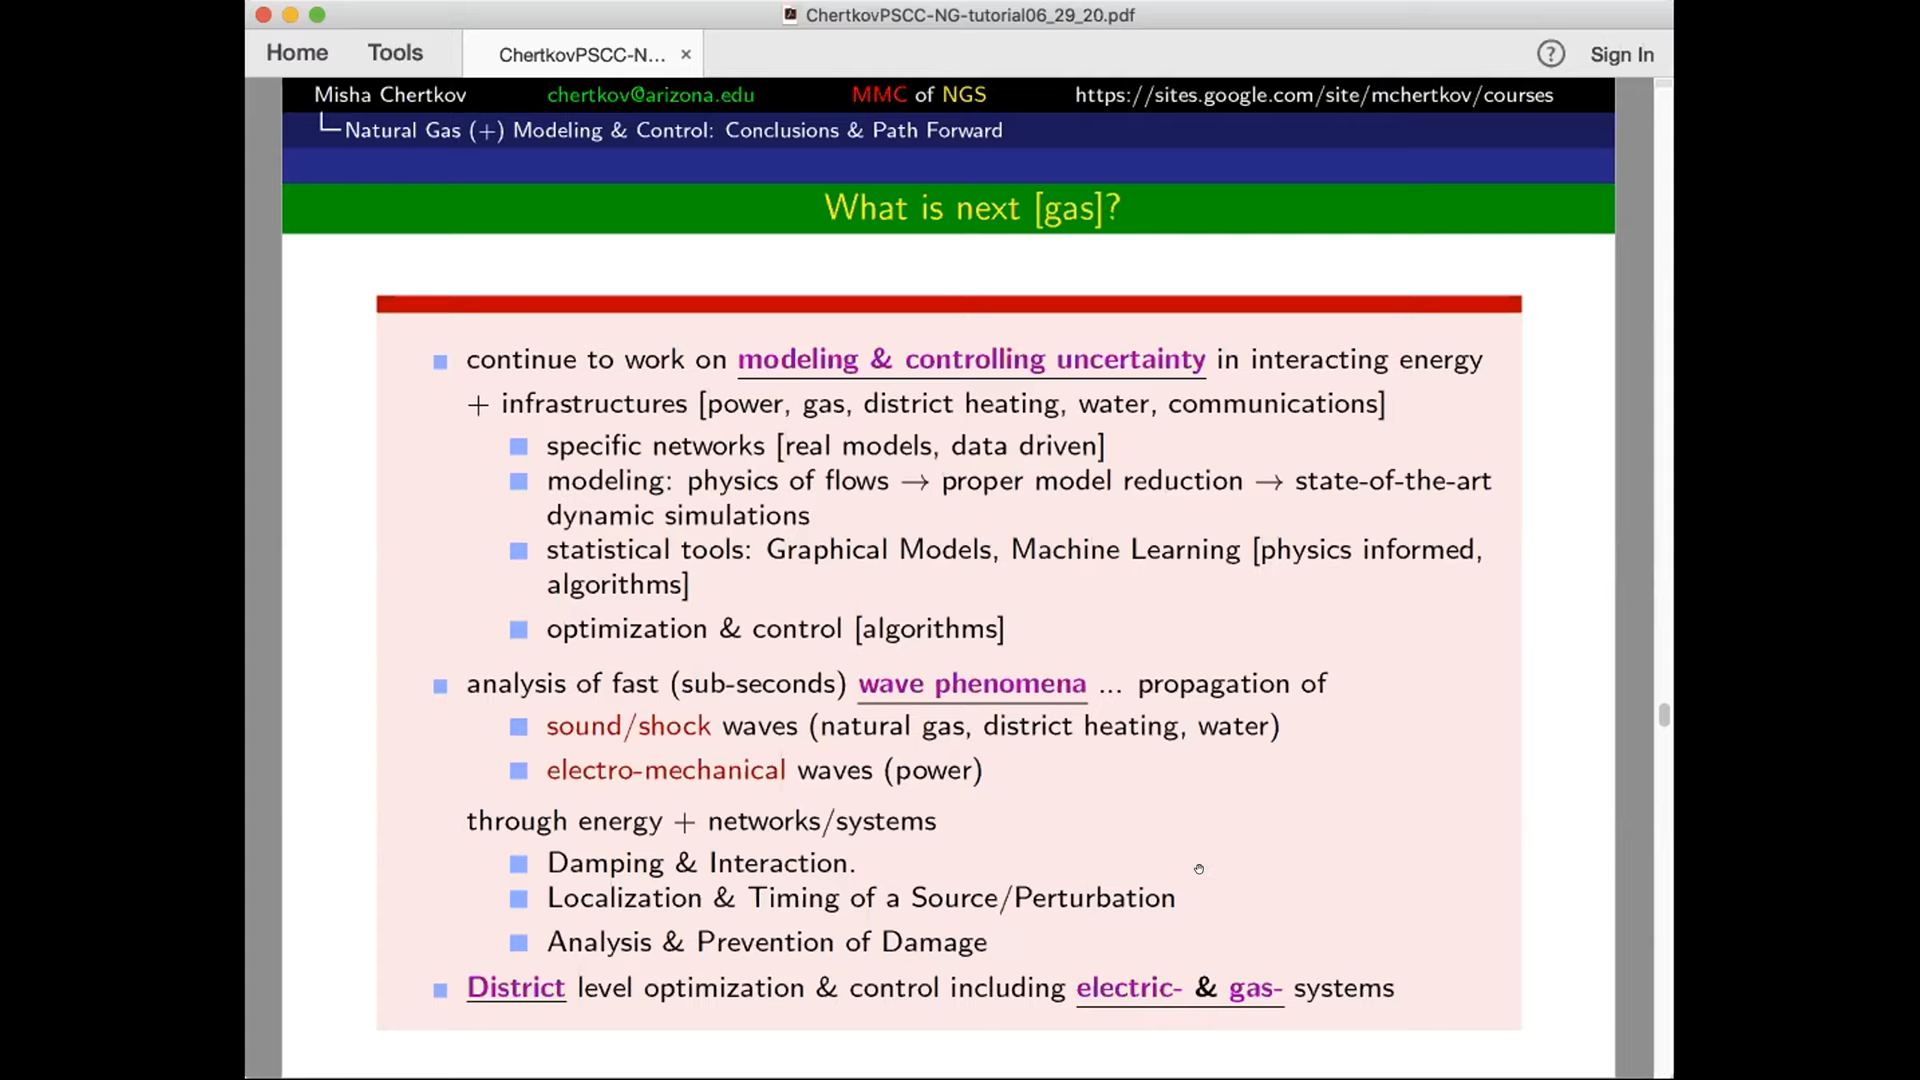 ChertkovPSCC-NG-tutorial06_29_20.pdf
Home Tools ChertkovPSCC-N... × ? Sign In
Misha Chertkov chertkov@arizona.edu MMC of NGS https://sites.google.com/site/mchertkov/courses
Natural Gas (+) Modeling & Control: Conclusions & Path Forward
What is next [gas]?
continue to work on modeling & controlling uncertainty in interacting energy
+ infrastructures [power, gas, district heating, water, communications]
specific networks [real models, data driven]
modeling: physics of flows → proper model reduction → state-of-the-art
dynamic simulations
statistical tools: Graphical Models, Machine Learning [physics informed,
algorithms]
optimization & control [algorithms]
analysis of fast (sub-seconds) wave phenomena ... propagation of
sound/shock waves (natural gas, district heating, water)
electro-mechanical waves (power)
through energy + networks/systems
Damping & Interaction.
Localization & Timing of a Source/Perturbation
Analysis & Prevention of Damage
District level optimization & control including electric- & gas- systems